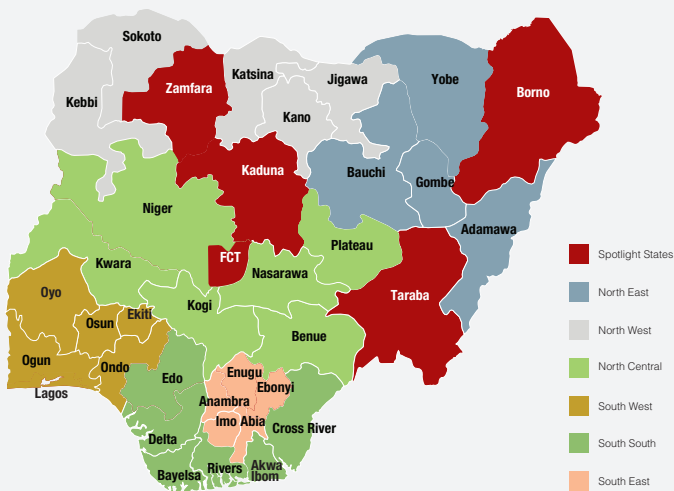 Sokoto
Zamfara
Katsina
Jigawa
Yobe
Borno
Kebbi
Kano
Kaduna
Bauchi
Gombe
Niger
Adamawa
Plateau
FCT
Kwara
Nasarawa
Taraba
Oyo
Kogi
Osun
Ekiti
Benue
Ogun
Ondo
Edo
Enugu
Ebonyi
Lagos
Anambra
Imo
Abia
Cross River
Delta
Bayelsa
Rivers
Akwa
Ibom
Spotlight States
North East
North West
North Central
South West
South South
South East